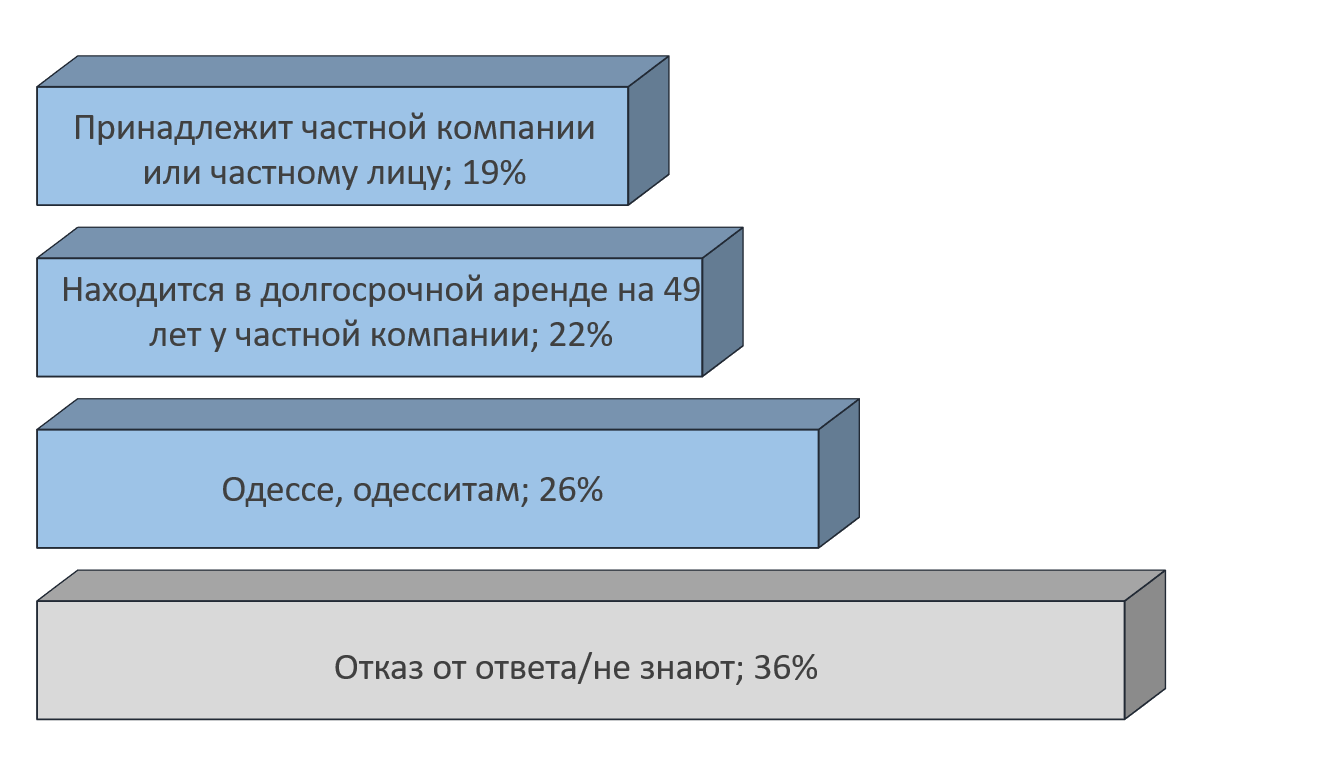 Принадлежит частной компании
или частному лицу; 19%
Находится в долгосрочной аренде на 49
лет у частной компании; 22%
Одессе, одесситам; 26%
Отказ от ответа/не знают; 36%